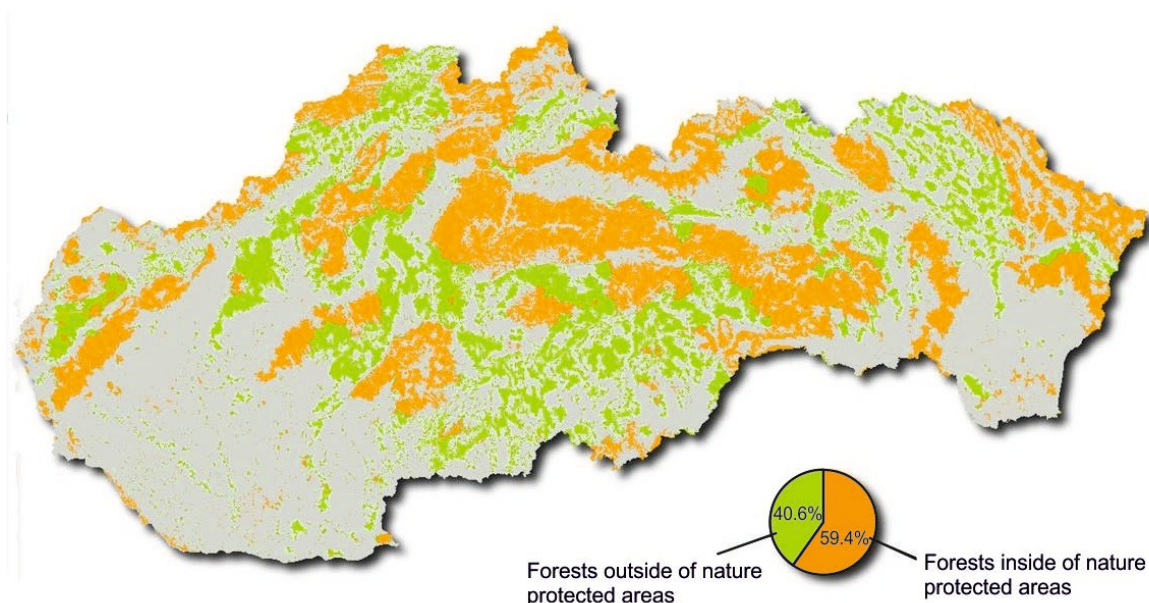 40.6%
59.4%
Forests outside of nature
protected areas
Forests inside of nature
protected areas